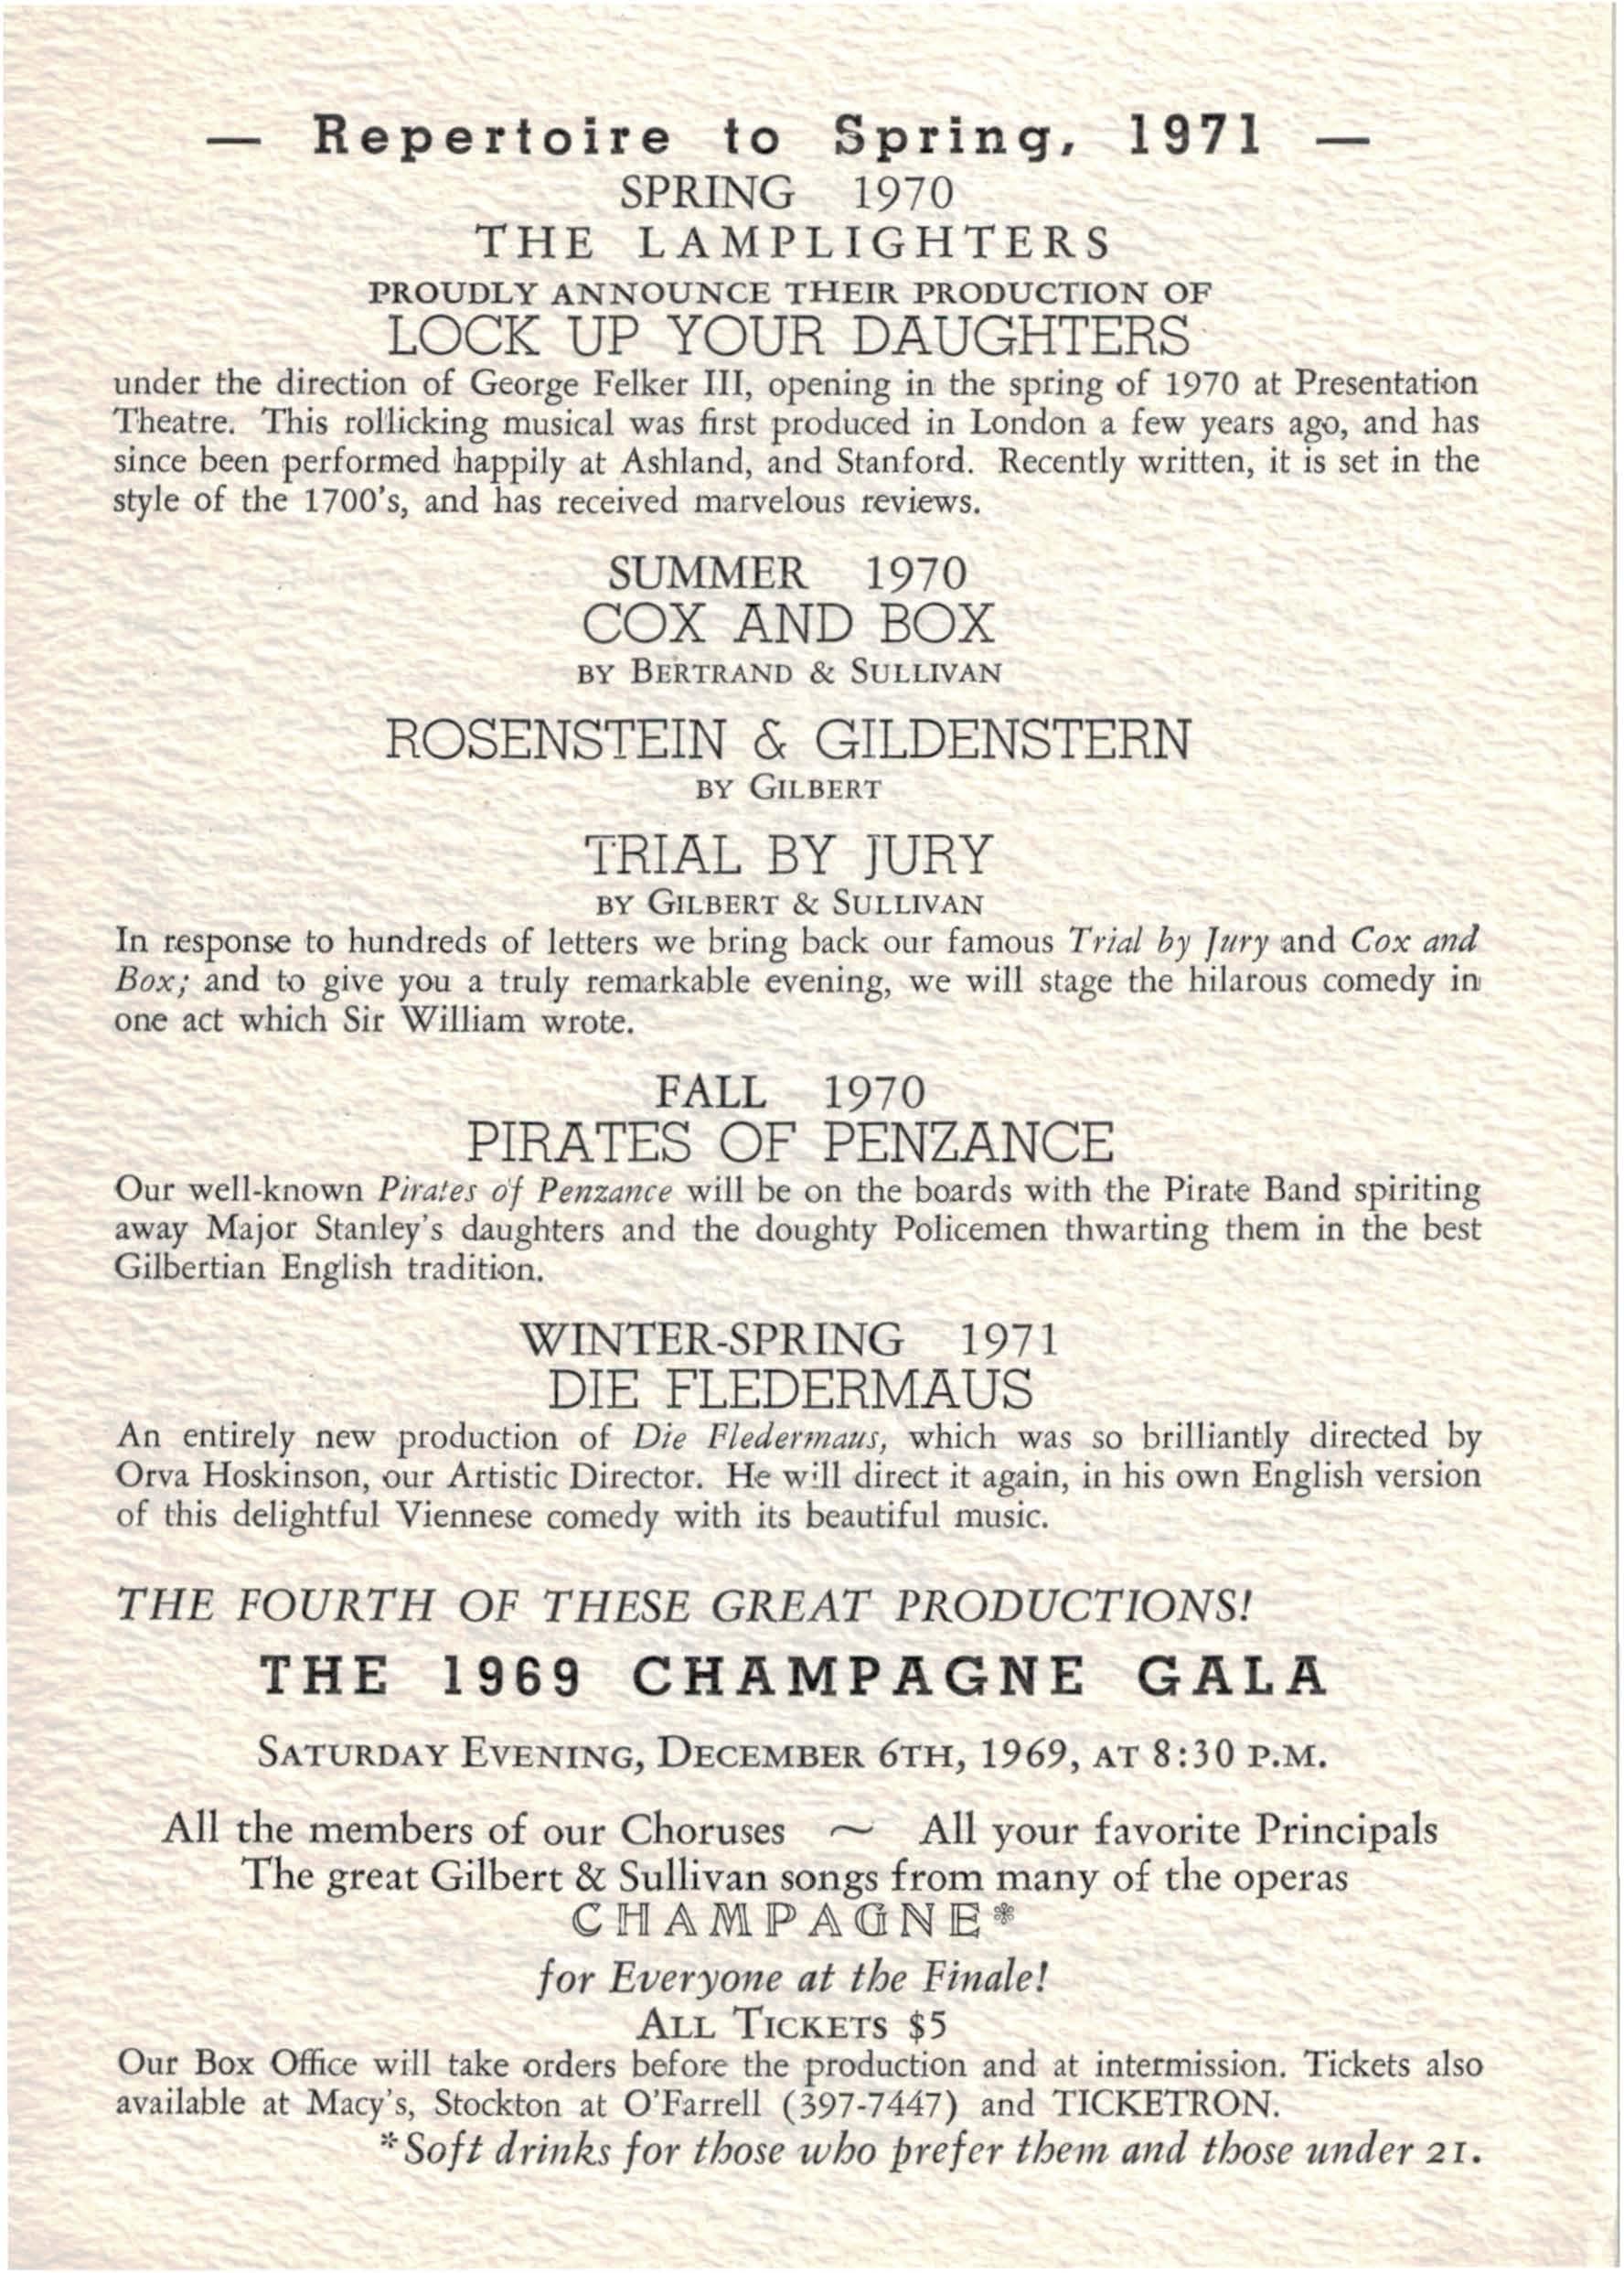 — Repertoire to Spring, 1971 —
SPRING 1970
THE LAMPLIGHTERS
PROUDLY ANNOUNCE THEIR PRODUCTION OF
LOCK UP YOUR DAUGHTERS
under the direction of George Felker III, opening in the spring of 1970 at Presentation
Theatre. This rollicking musical was first produced in London a few years ago, and has
since been performed happily at Ashland, and Stanford. Recently written, it is set in the
style of the 1700's, and has received marvelous reviews.
SUMMER 1970
COX AND BOX
BY BERTRAND & SULLIVAN
ROSENSTEIN & GILDENSTERN
BY GILBERT
TRIAL BY JURY
BY GILBERT & SULLIVAN
In response to hundreds of letters we bring back our famous Trial by Jury and Cox and
Box; and to give you a truly remarkable evening, we will stage the hilarous comedy in
one act which Sir William wrote.
FALL 1970
PIRATES OF PENZANCE
Our well-known Pirates of Penzance will be on the boards with the Pirate Band spiriting
away Major Stanley's daughters and the doughty Policemen thwarting them in the best
Gilbertian English tradition.
WINTER-SPRING 1971
DIE FLEDERMAUS
An entirely new production of Die Fledermaus, which was so brilliantly directed by
Orva Hoskinson, our Artistic Director. He will direct it again, in his own English version
of this delightful Viennese comedy with its beautiful music.
THE FOURTH OF THESE GREAT PRODUCTIONS!
THE 1969 CHAMPAGNE GALA
SATURDAY EVENING, DECEMBER 6TH, 1969, AT 8:30 P.M.
All the members of our Choruses ~ All your favorite Principals
The great Gilbert & Sullivan songs from many of the operas
CHAMPAGNE*
for Everyone at the Finale!
ALL TICKETS $5
Our Box Office will take orders before the production and at intermission. Tickets also
available at Macy's, Stockton at O'Farrell (397-7447) and TICKETRON.
*Soft drinks for those who prefer them and those under 21.